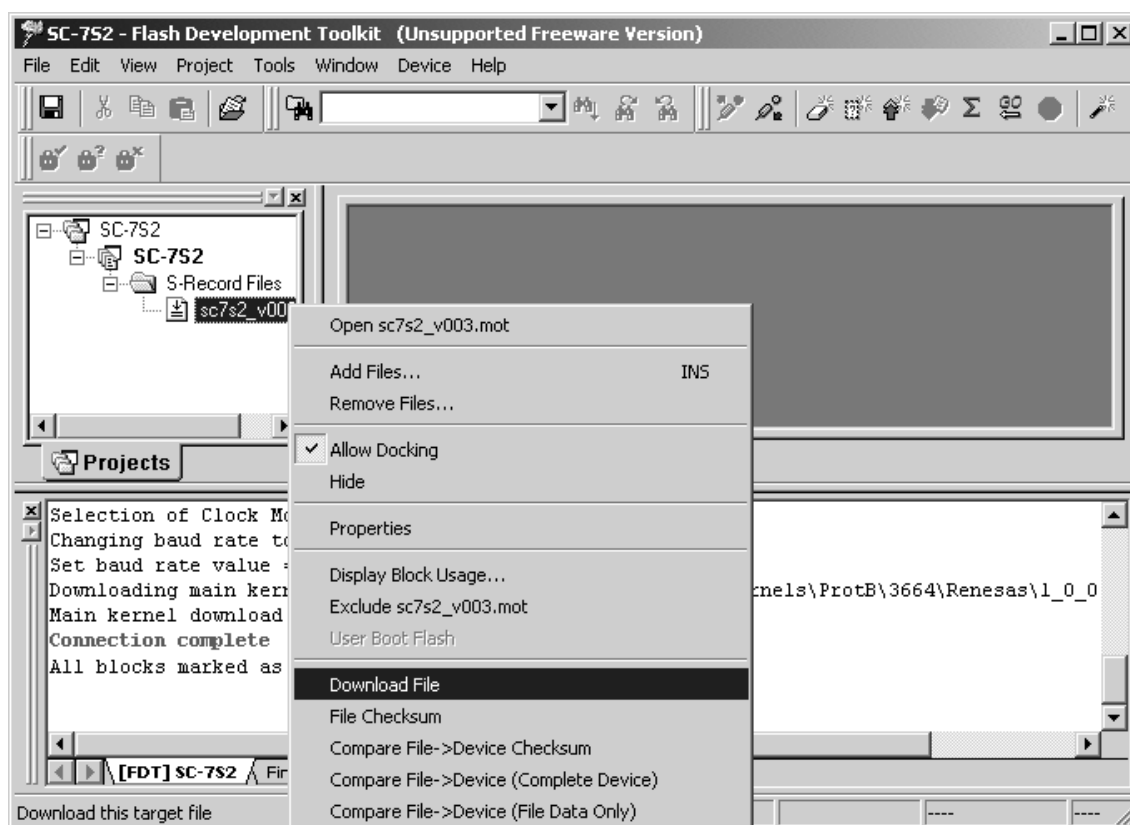 SC-7S2 - Flash Development Toolkit (Unsupported Freeware Version)
File Edit View Project Tools Window Device Help
SC-7S2
SC-7S2
S-Record Files
sc7s2_v00
Projects
Open sc7s2_v003.mot
Add Files... INS
Remove Files...
Allow Docking
Hide
Properties
Display Block Usage...
Exclude sc7s2_v003.mot
User Boot Flash
Download File
File Checksum
Compare File->Device Checksum
Compare File->Device (Complete Device)
Compare File->Device (File Data Only)
Selection of Clock Mo
Changing baud rate to
Set baud rate value =
Downloading main kern rnels\ProtB\3664\Renesas\1_0_0
Main kernel download
Connection complete
All blocks marked as
[FDT] SC-7S2 Fin
Download this target file ---- ----